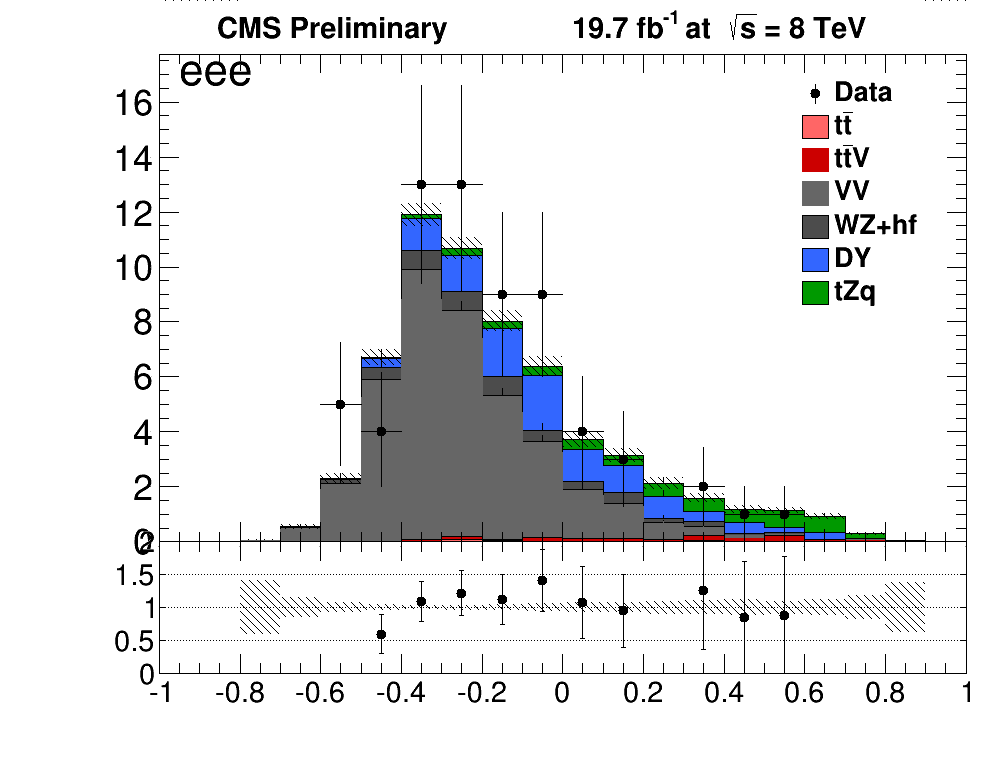 CMS Preliminary 19.7 fb⁻¹ at √s = 8 TeV
eee
Data
tt̄
tt̄V
VV
WZ+hf
DY
tZq
16
14
12
10
8
6
4
2
0
2
1.5
1
0.5
0
-1 -0.8 -0.6 -0.4 -0.2 0 0.2 0.4 0.6 0.8 1